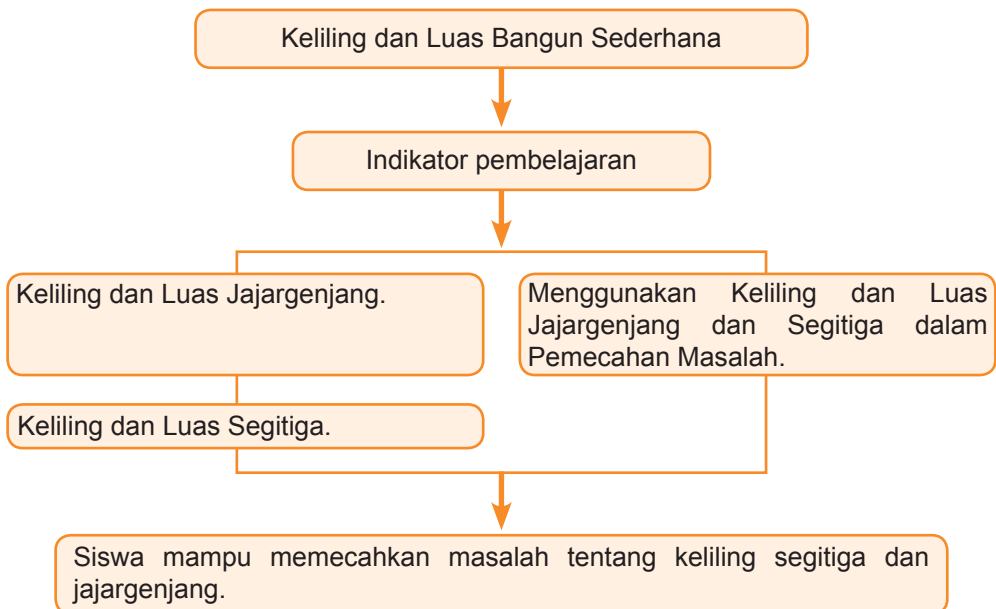 Keliling dan Luas Bangun Sederhana
Indikator pembelajaran
Keliling dan Luas Jajargenjang.
Menggunakan Keliling dan Luas
Jajargenjang dan Segitiga dalam
Pemecahan Masalah.
Keliling dan Luas Segitiga.
Siswa mampu memecahkan masalah tentang keliling segitiga dan
jajargenjang.